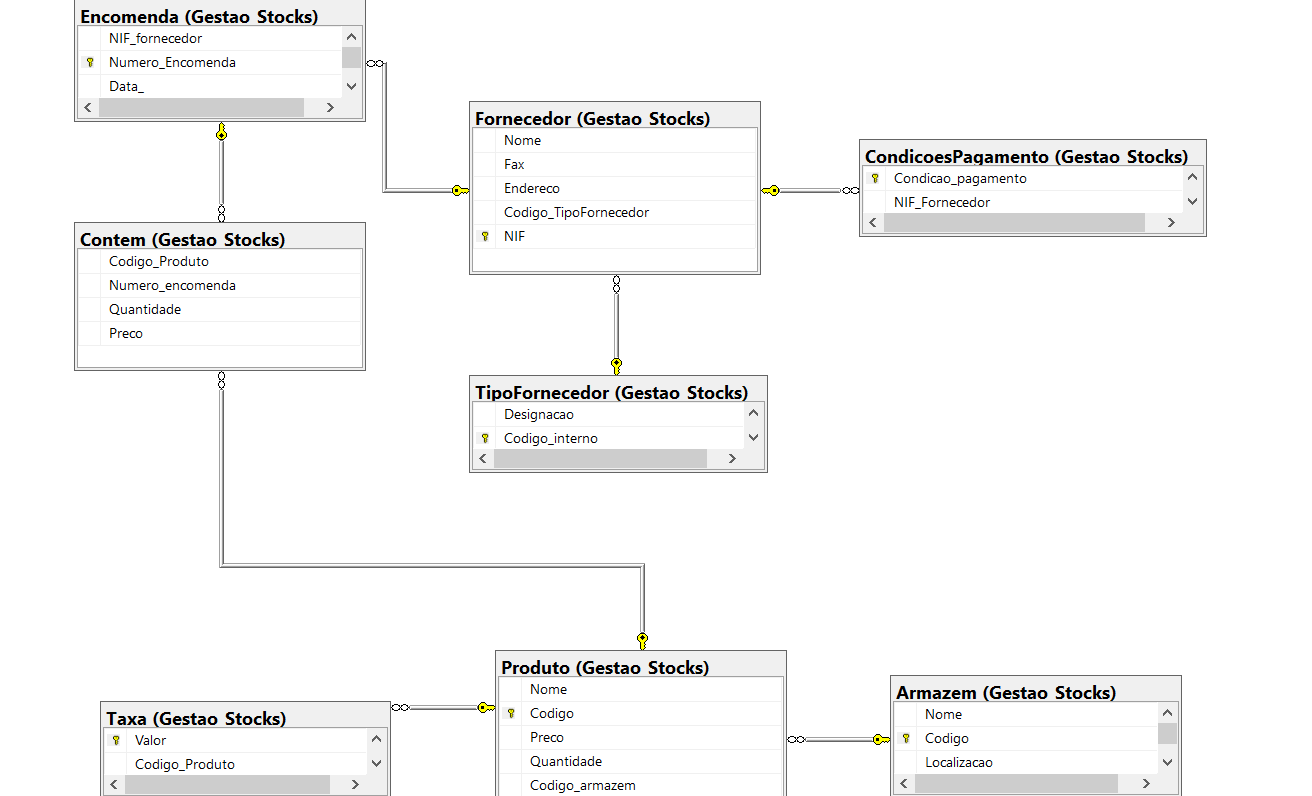 Encomenda (Gestao Stocks)
NIF_fornecedor
Numero_Encomenda
Data_
Fornecedor (Gestao Stocks)
Nome
Fax
Endereco
Codigo_TipoFornecedor
NIF
CondicoesPagamento (Gestao Stocks)
Condicao_pagamento
NIF_Fornecedor
Contem (Gestao Stocks)
Codigo_Produto
Numero_encomenda
Quantidade
Preco
TipoFornecedor (Gestao Stocks)
Designacao
Codigo_interno
Produto (Gestao Stocks)
Nome
Codigo
Preco
Quantidade
Codigo_armazem
Taxa (Gestao Stocks)
Valor
Codigo_Produto
Armazem (Gestao Stocks)
Nome
Codigo
Localizacao